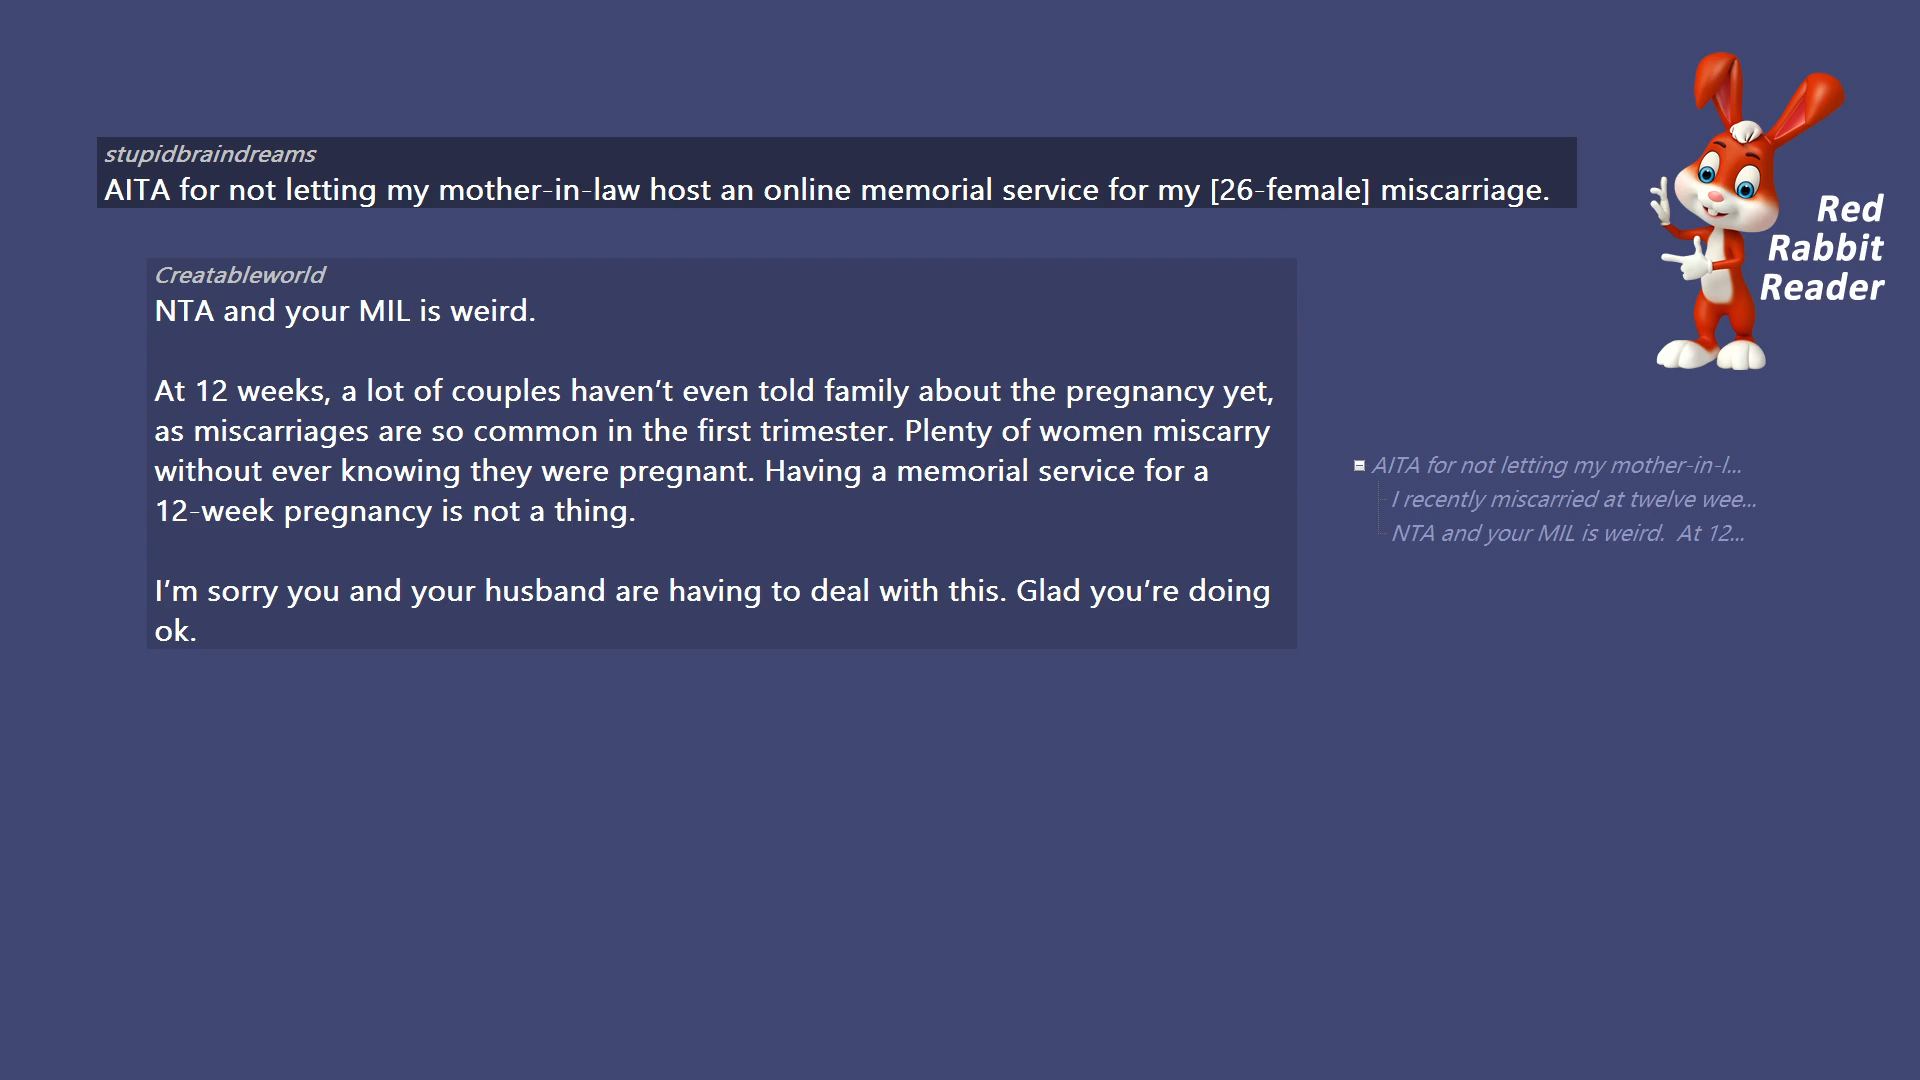 stupidbraindreams
AITA for not letting my mother-in-law host an online memorial service for my [26-female] miscarriage.
Creatableworld
NTA and your MIL is weird.
At 12 weeks, a lot of couples haven’t even told family about the pregnancy yet,
as miscarriages are so common in the first trimester. Plenty of women miscarry
without ever knowing they were pregnant. Having a memorial service for a
12-week pregnancy is not a thing.
I’m sorry you and your husband are having to deal with this. Glad you’re doing
ok.
Red
Rabbit
Reader
AITA for not letting my mother-in-l...
I recently miscarried at twelve wee...
NTA and your MIL is weird.  At 12...